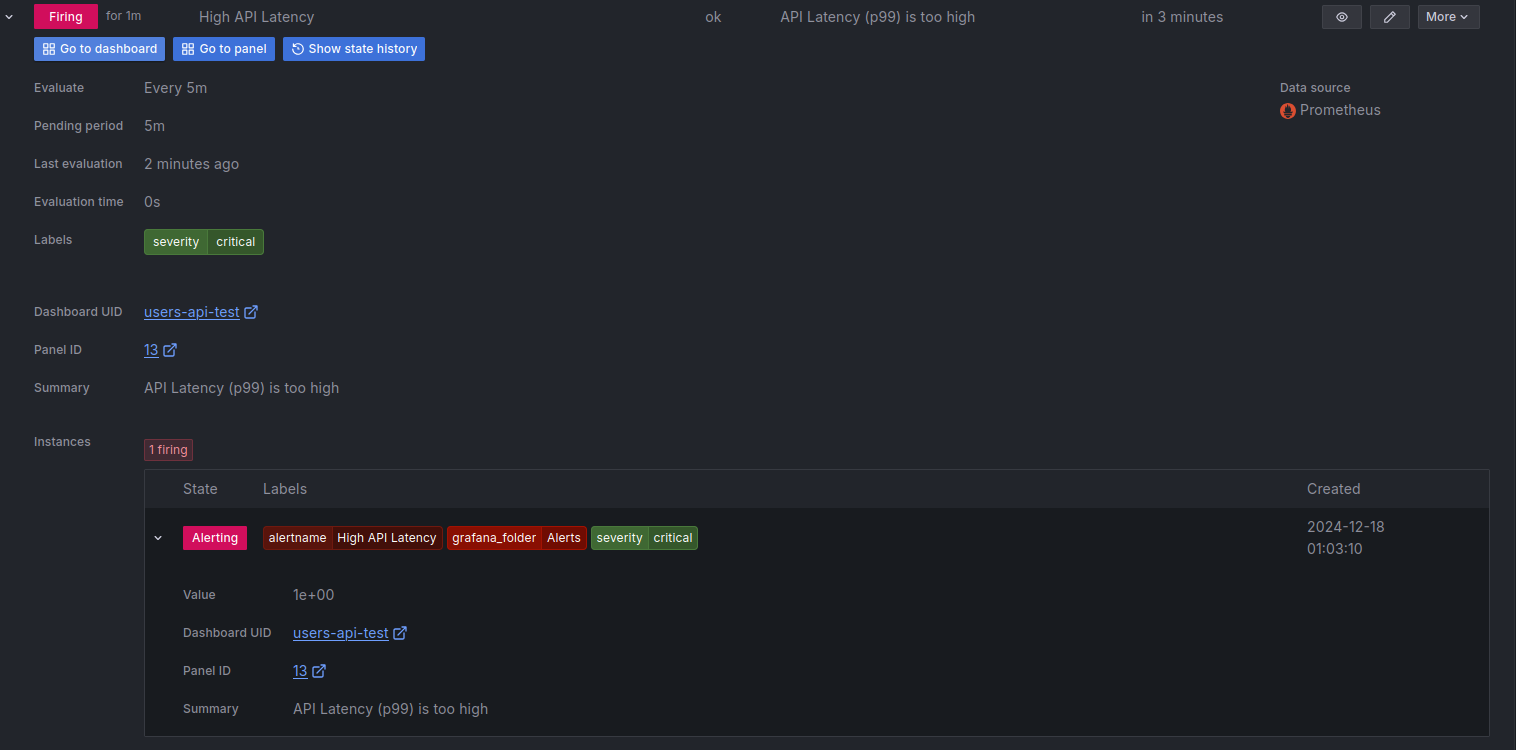 Firing for 1m High API Latency ok API Latency (p99) is too high in 3 minutes More
Go to dashboard Go to panel Show state history
Evaluate Every 5m Data source
Prometheus
Pending period 5m
Last evaluation 2 minutes ago
Evaluation time 0s
Labels severity critical
Dashboard UID users-api-test
Panel ID 13
Summary API Latency (p99) is too high
Instances 1 firing
State Labels Created
Alerting alertname High API Latency grafana_folder Alerts severity critical 2024-12-18
01:03:10
Value 1e+00
Dashboard UID users-api-test
Panel ID 13
Summary API Latency (p99) is too high